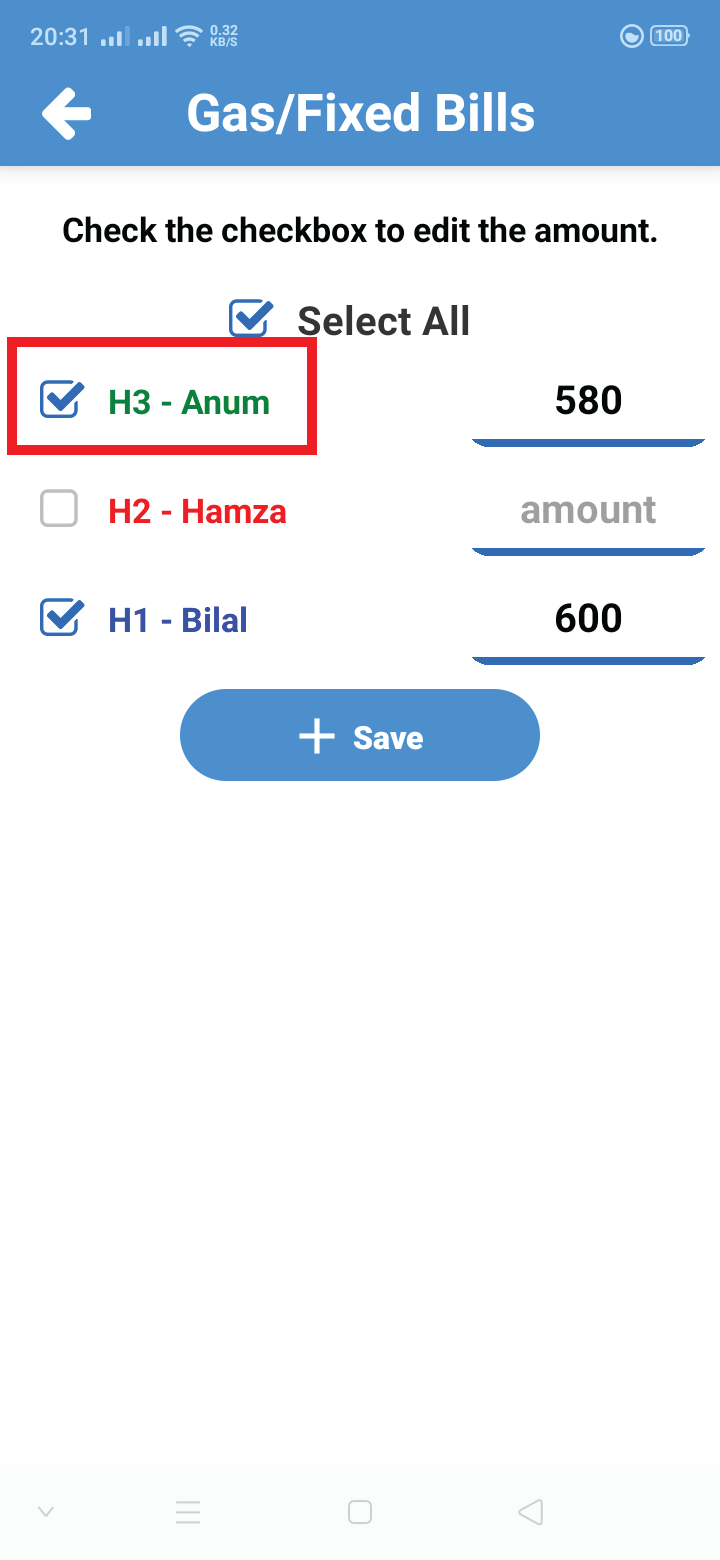 20:31 0.32 KB/S 100
Gas/Fixed Bills
Check the checkbox to edit the amount.
Select All
H3 - Anum 580
H2 - Hamza amount
H1 - Bilal 600
Save